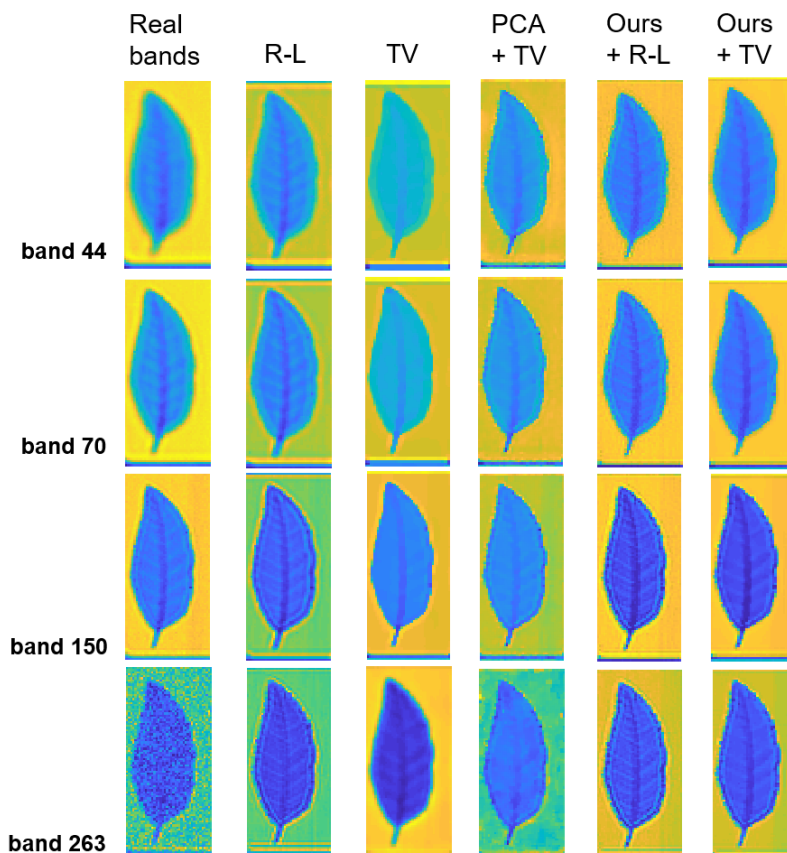 Real
bands
R-L
TV
PCA
+ TV
Ours
+ R-L
Ours
+ TV
band 44
band 70
band 150
band 263